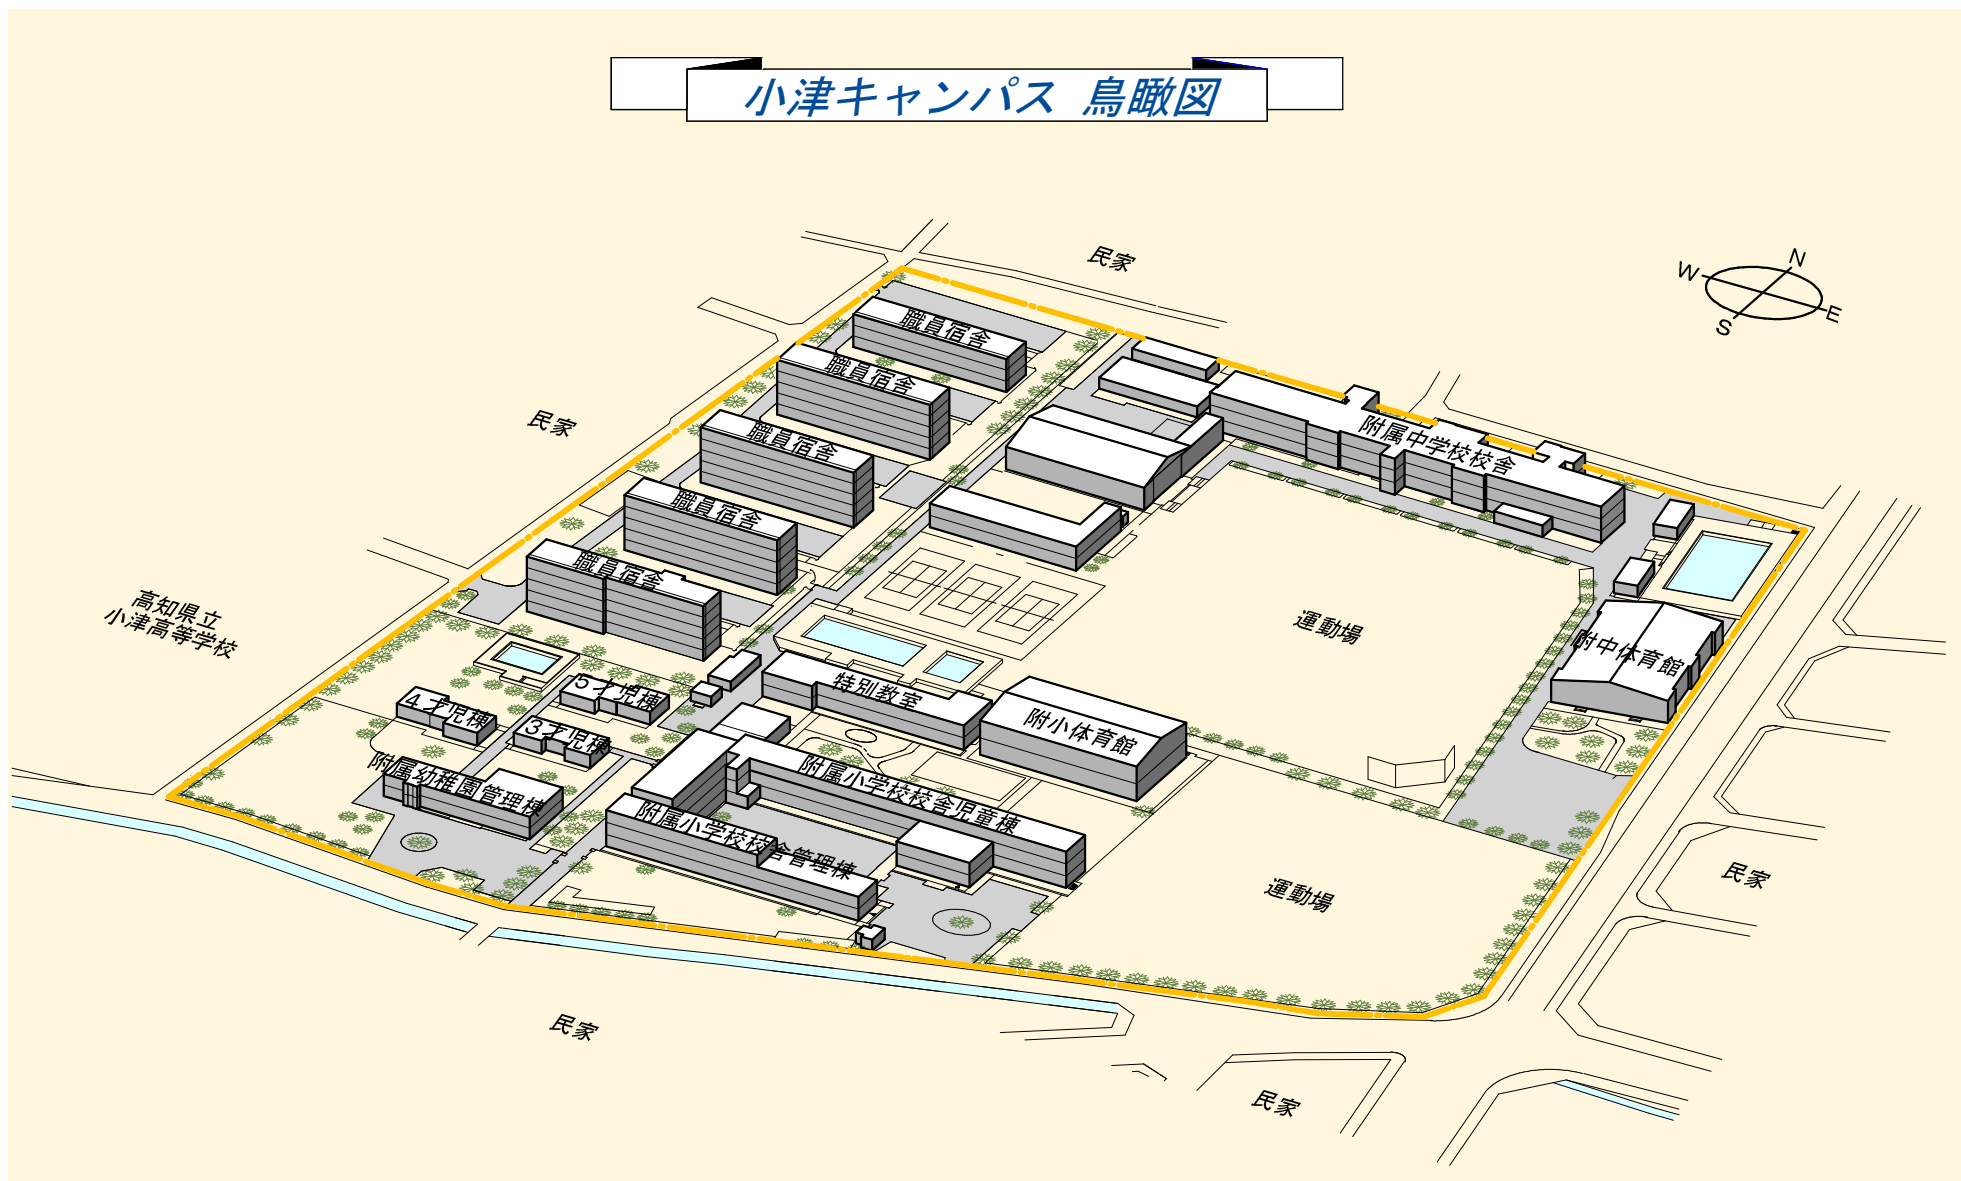 小津キャンパス 鳥瞰図
民家
N
W
E
S
職員宿舎
職員宿舎
民家
職員宿舎
附属中学校校舎
職員宿舎
職員宿舎
高知県立
小津高等学校
運動場
附中体育館
5才児棟
特別教室
4才児棟
附小体育館
3才児棟
附属幼稚園管理棟
附属小学校校舎児童棟
附属小学校校舎管理棟
運動場
民家
民家
民家